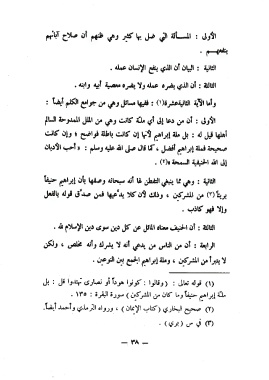 الأولى : المسألة التي ضل بها كثير وهي ظنهم أن صلاح آبائهم
ينفعهم .
الثانية : البيان أن الذي ينفع الإنسان عمله .
الثالثة : أنه يضره عمله ولا يضره معصية أبيه وابنه .
وأما الآية الثانية عشرة (١) : ففيها مسائل وهي من جوامع الكلم أيضاً :
الأولى : أن من دعا إلى أي ملة كانت وهي من الملل الممدوحة السالم
أهلها قيل له : بل ملة إبراهيم لأنها إن كانت باطلة فواضح ، وإن كانت
صحيحة فملة إبراهيم أفضل ، كما قال صلى الله عليه وسلم : « أحب الأديان
إلى الله الحنيفية السمحة » (٢) .
الثانية : وهي مما ينبغي التفطن لها أنه سبحانه وصفها بأن إبراهيم حنيفاً
بريئاً (٣) من المشركين ، وذلك لأن كلا يدعيها فمن صدق قوله بالفعل
وإلا فهو كاذب .
الثالثة : أن الحنيف معناه المائل عن كل دين سوى دين الإسلام لله .
الرابعة : أن من الناس من يدعي أنه لا يشرك وأنه مخلص ، ولكن
لا يتبرأ من المشركين ، وملة إبراهيم الجمع بين النوعين .
(١) قوله تعالى : ( وقالوا : كونوا هوداً أو نصارى تهتدوا قل : بل
ملة إبراهيم حنيفاً وما كان من المشركين ) سورة البقرة : ١٣٥ .
(٢) صحيح البخاري ( كتاب الإيمان ) ، ورواه الترمذي وأحمد أيضاً .
(٣) في س ( بري ) .
— ٣٨ —